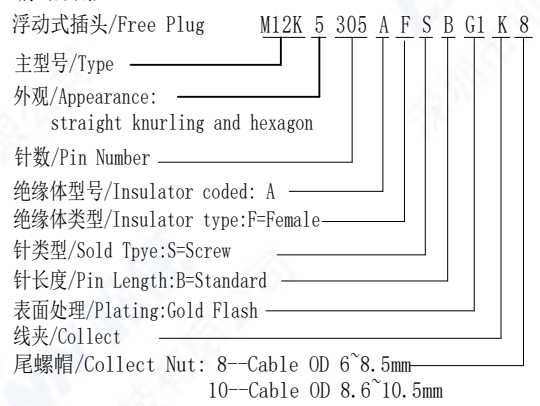 浮动式插头/Free Plug M12K 5 305 A F S B G1 K 8
主型号/Type
外观/Appearance:
straight knurling and hexagon
针数/Pin Number
绝缘体型号/Insulator coded: A
绝缘体类型/Insulator type:F=Female
针类型/Sold Tpye:S=Screw
针长度/Pin Length:B=Standard
表面处理/Plating:Gold Flash
线夹/Collect
尾螺帽/Collect Nut: 8--Cable OD 6~8.5mm
10--Cable OD 8.6~10.5mm